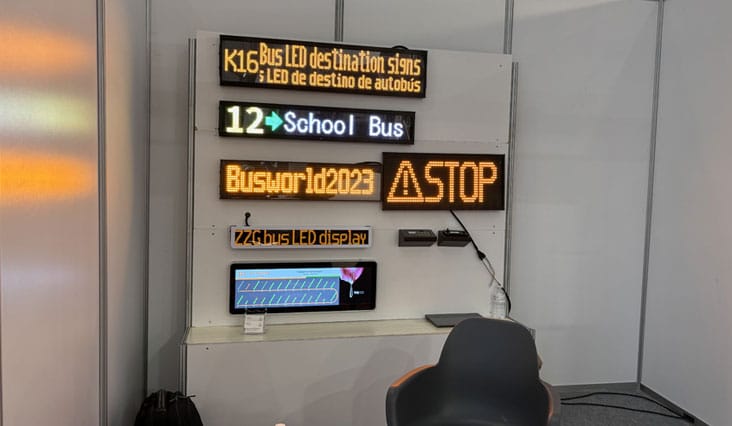 K16 Bus LED destination signs
s LED de destino de autobús
12 School Bus
Busworld2023
STOP
ZZG bus LED display